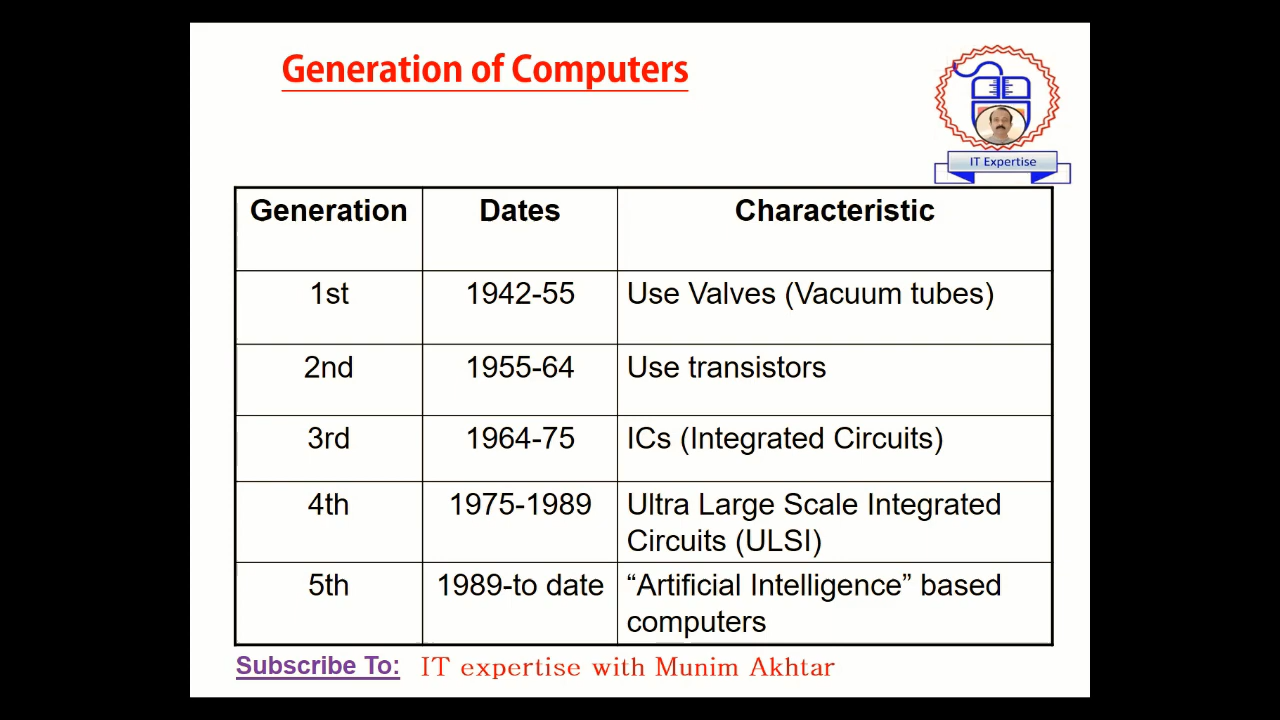 Generation of Computers
IT Expertise
Generation Dates Characteristic
1st 1942-55 Use Valves (Vacuum tubes)
2nd 1955-64 Use transistors
3rd 1964-75 ICs (Integrated Circuits)
4th 1975-1989 Ultra Large Scale Integrated
Circuits (ULSI)
5th 1989-to date “Artificial Intelligence” based
computers
Subscribe To: IT expertise with Munim Akhtar